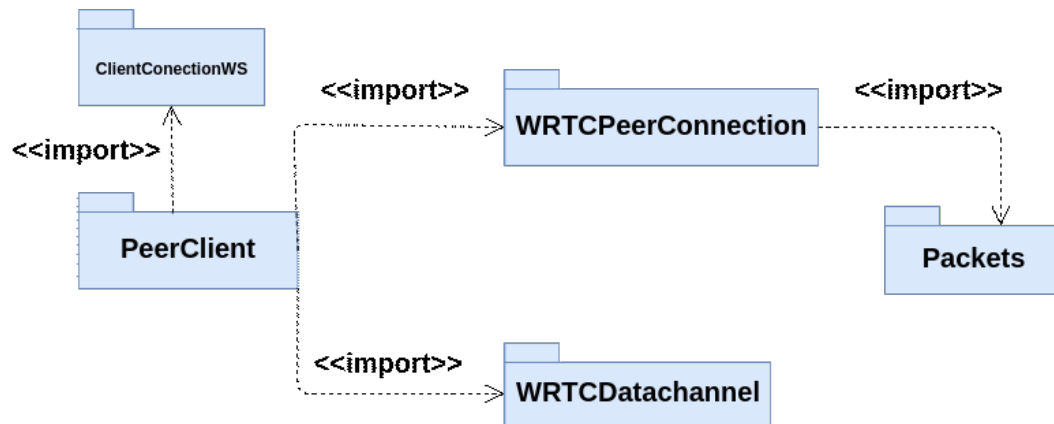 ClientConectionWS
<<import>>
<<import>>
WRTCPeerConnection
<<import>>
PeerClient
Packets
<<import>>
WRTCDatachannel